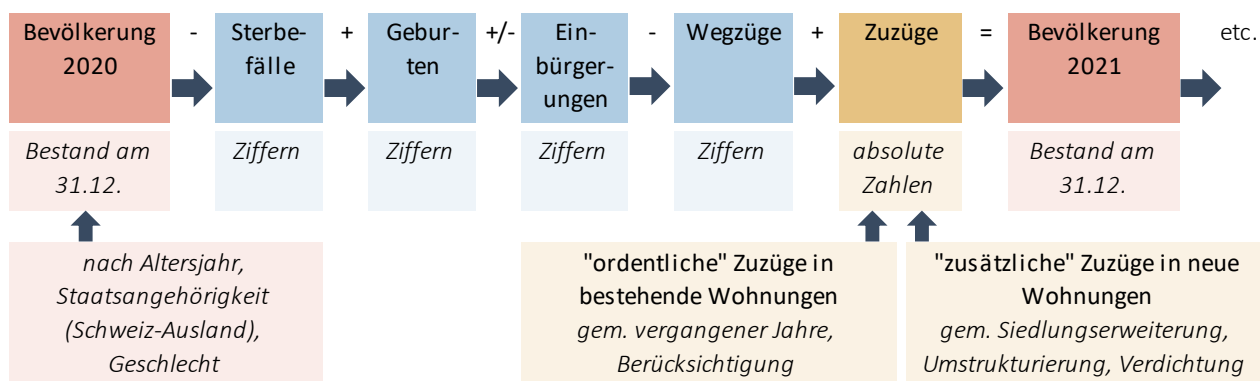 Bevölkerung
2020
-
Sterbe-
fälle
+
Gebur-
ten
+/-
Ein-
bürger-
ungen
-
Wegzüge
+
Zuzüge
=
Bevölkerung
2021
etc.
Bestand am
31.12.
Ziffern
Ziffern
Ziffern
Ziffern
absolute
Zahlen
Bestand am
31.12.
nach Altersjahr,
Staatsangehörigkeit
(Schweiz-Ausland),
Geschlecht
"ordentliche" Zuzüge in
bestehende Wohnungen
gem. vergangener Jahre,
Berücksichtigung
"zusätzliche" Zuzüge in neue
Wohnungen
gem. Siedlungserweiterung,
Umstrukturierung, Verdichtung